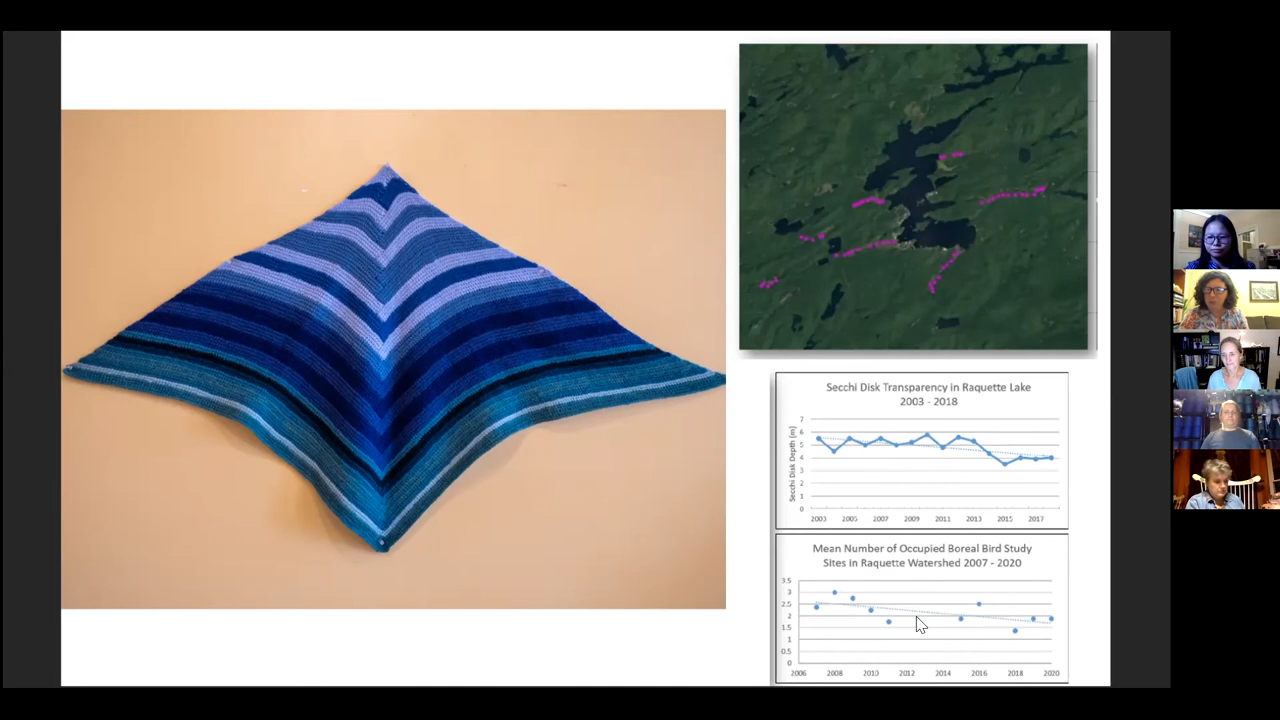 Secchi Disk Transparency in Raquette Lake
2003 - 2018
7
6
5
4
3
2
1
0
Secchi Disk Depth (m)
2003 2005 2007 2009 2011 2013 2015 2017
Mean Number of Occupied Boreal Bird Study
Sites in Raquette Watershed 2007 - 2020
3.5
3
2.5
2
1.5
1
0.5
0
2006 2008 2010 2012 2014 2016 2018 2020